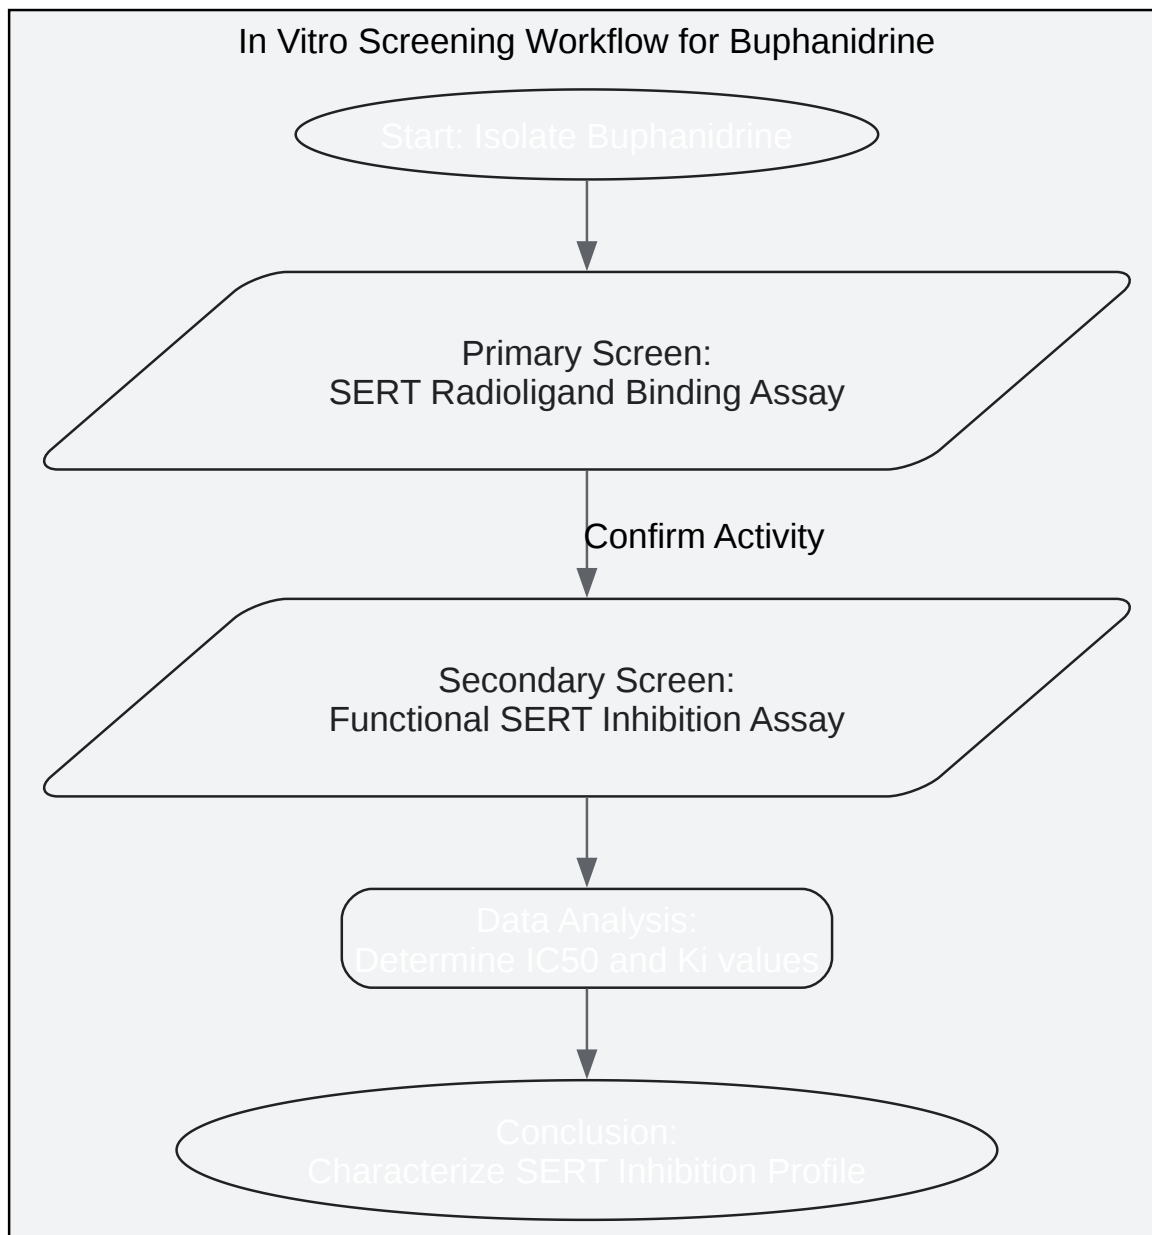 In Vitro Screening Workflow for Buphanidrine
Start: Isolate Buphanidrine
Primary Screen:
SERT Radioligand Binding Assay
Confirm Activity
Secondary Screen:
Functional SERT Inhibition Assay
Data Analysis:
Determine IC50 and Ki values
Conclusion:
Characterize SERT Inhibition Profile